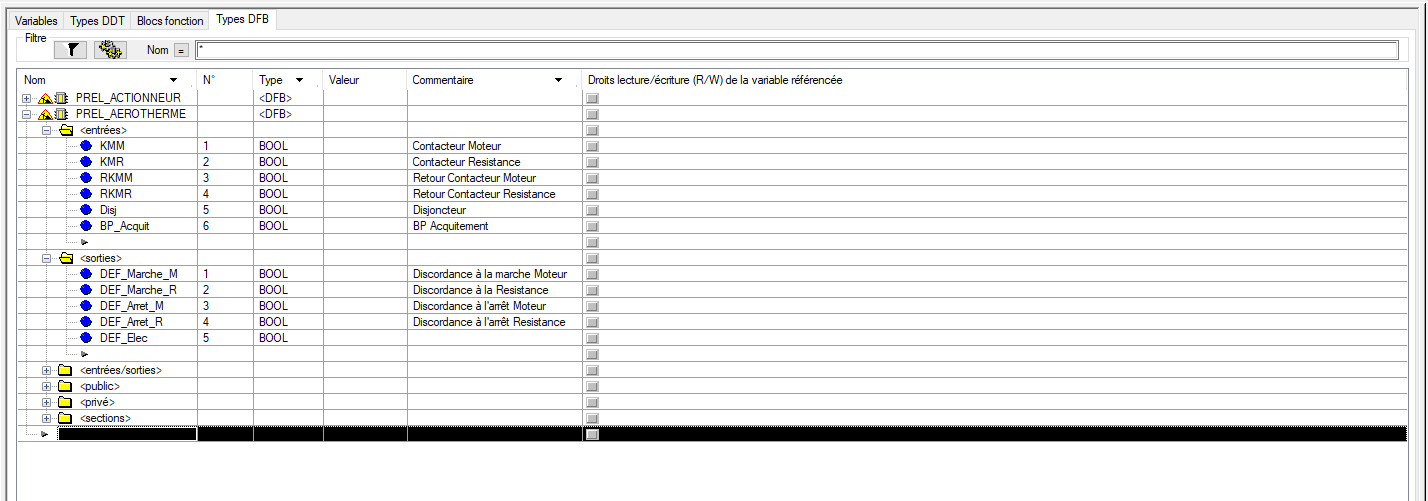 Variables Types DDT Blocs fonction Types DFB
Filtre
Nom = *
Nom N° Type Valeur Commentaire Droits lecture/écriture (R/W) de la variable référencée
PREL_ACTIONNEUR <DFB>
PREL_AEROTHERME <DFB>
<entrées>
KMM 1 BOOL Contacteur Moteur
KMR 2 BOOL Contacteur Resistance
RKMM 3 BOOL Retour Contacteur Moteur
RKMR 4 BOOL Retour Contacteur Resistance
Disj 5 BOOL Disjoncteur
BP_Acquit 6 BOOL BP Acquitement
<sorties>
DEF_Marche_M 1 BOOL Discordance à la marche Moteur
DEF_Marche_R 2 BOOL Discordance à la Resistance
DEF_Arret_M 3 BOOL Discordance à l'arrêt Moteur
DEF_Arret_R 4 BOOL Discordance à l'arrêt Resistance
DEF_Elec 5 BOOL
<entrées/sorties>
<public>
<privé>
<sections>